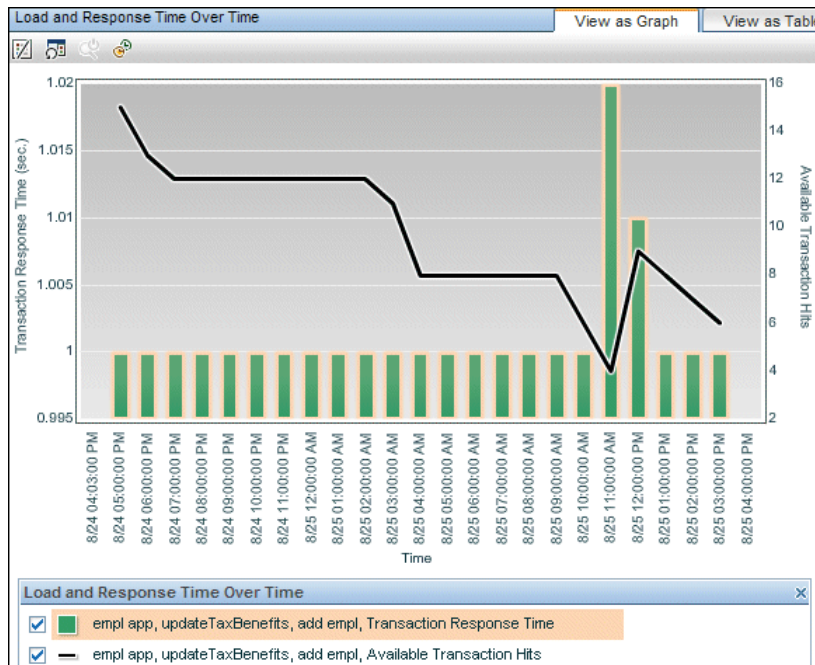 Load and Response Time Over Time
View as Graph
View as Table
1.02
1.015
1.01
1.005
1
0.995
Transaction Response Time (sec.)
16
14
12
10
8
6
4
2
Available Transaction Hits
8/24 04:03:00 PM
8/24 05:00:00 PM
8/24 06:00:00 PM
8/24 07:00:00 PM
8/24 08:00:00 PM
8/24 09:00:00 PM
8/24 10:00:00 PM
8/24 11:00:00 PM
8/25 12:00:00 AM
8/25 01:00:00 AM
8/25 02:00:00 AM
8/25 03:00:00 AM
8/25 04:00:00 AM
8/25 05:00:00 AM
8/25 06:00:00 AM
8/25 07:00:00 AM
8/25 08:00:00 AM
8/25 09:00:00 AM
8/25 10:00:00 AM
8/25 11:00:00 AM
8/25 12:00:00 PM
8/25 01:00:00 PM
8/25 02:00:00 PM
8/25 03:00:00 PM
8/25 04:00:00 PM
Time
Load and Response Time Over Time
empl app, updateTaxBenefits, add empl, Transaction Response Time
empl app, updateTaxBenefits, add empl, Available Transaction Hits